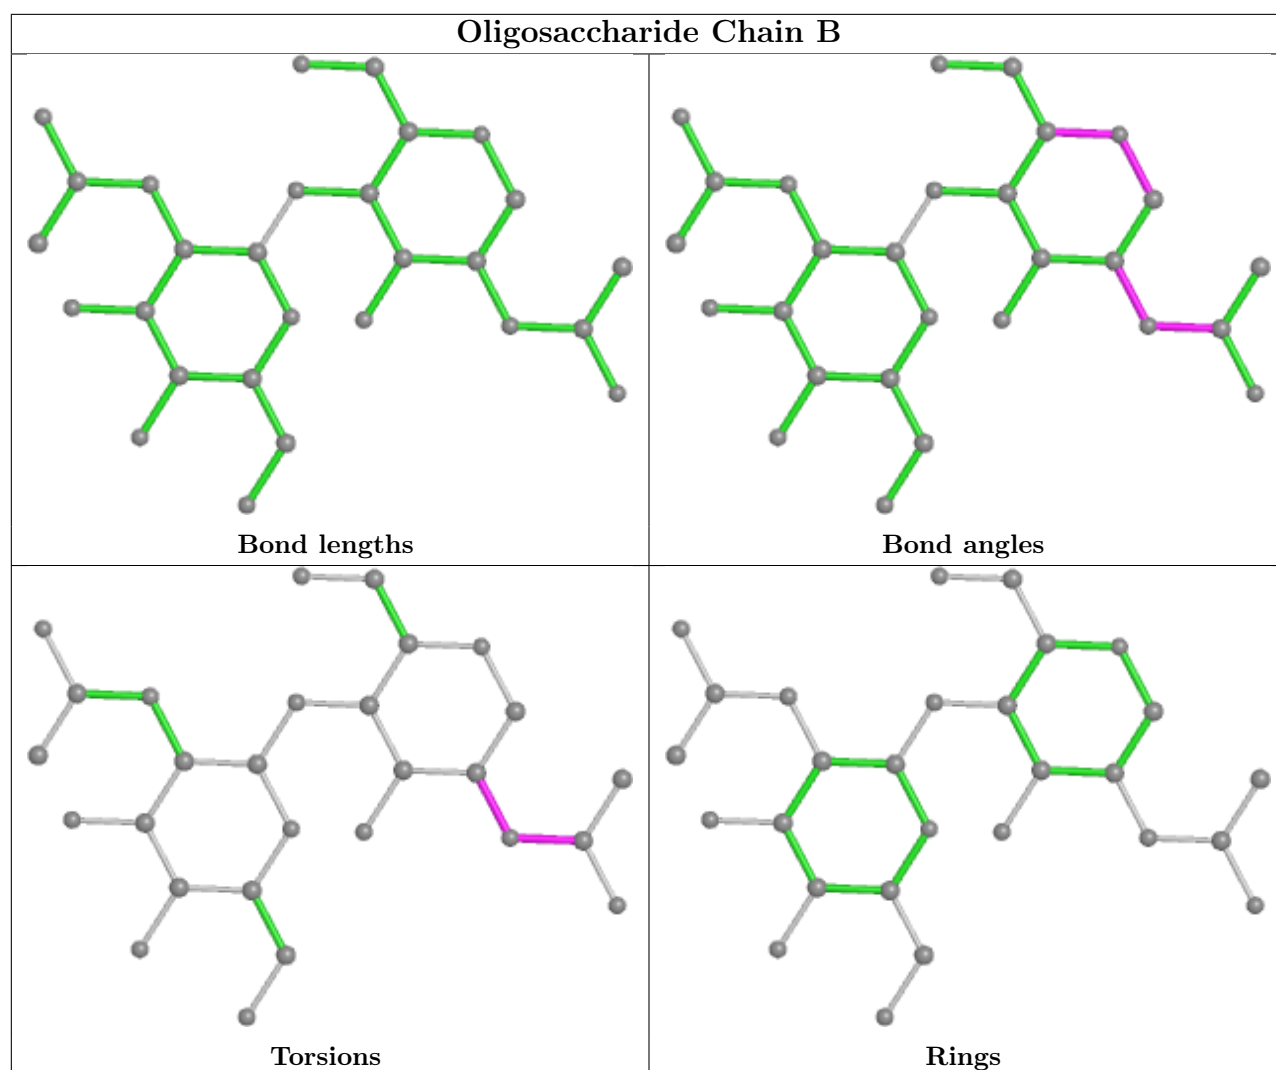 Oligosaccharide Chain B
Bond lengths
Bond angles
Torsions
Rings